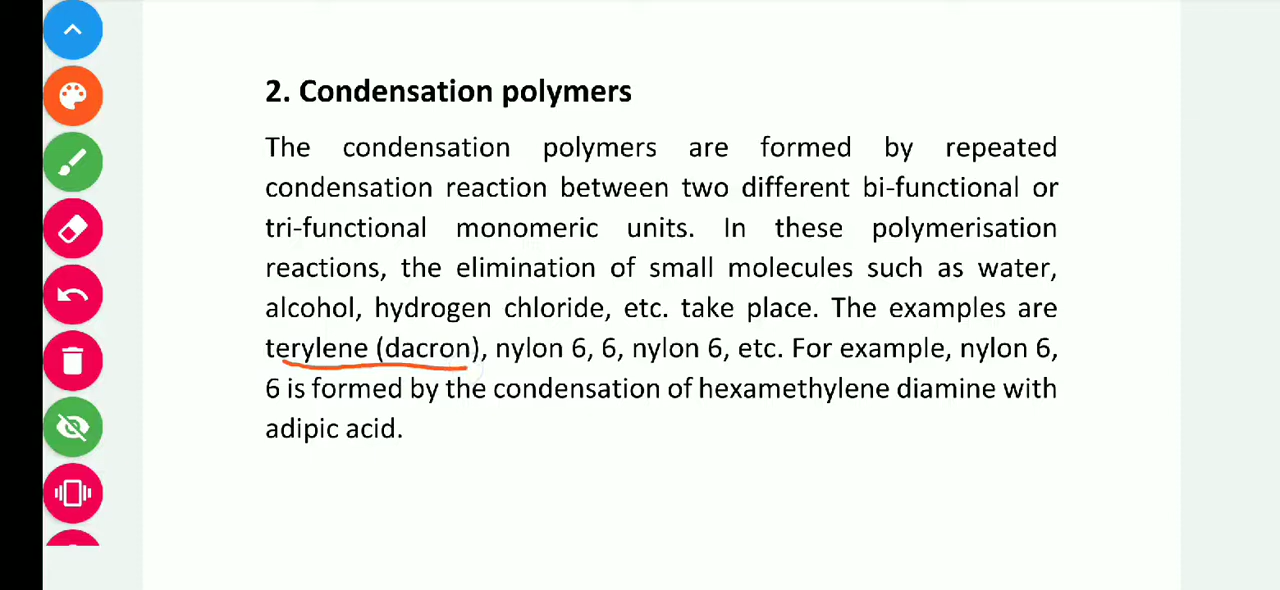 2. Condensation polymers
The condensation polymers are formed by repeated
condensation reaction between two different bi-functional or
tri-functional monomeric units. In these polymerisation
reactions, the elimination of small molecules such as water,
alcohol, hydrogen chloride, etc. take place. The examples are
terylene (dacron), nylon 6, 6, nylon 6, etc. For example, nylon 6,
6 is formed by the condensation of hexamethylene diamine with
adipic acid.